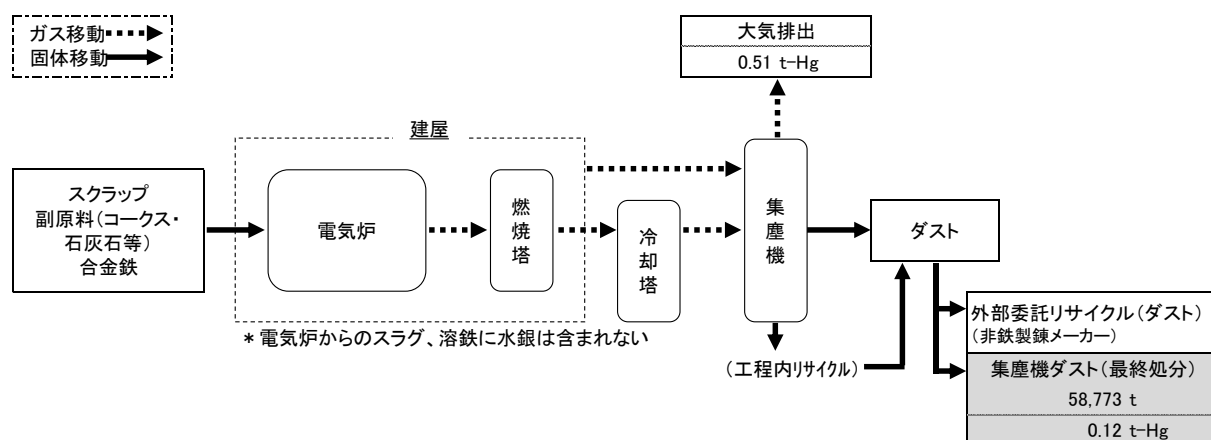 ガス移動
固体移動
大気排出
0.51 t-Hg
建屋
スクラップ
副原料(コークス・
石灰石等)
合金鉄
電気炉
燃焼塔
冷却塔
集塵機
ダスト
*電気炉からのスラグ、溶鉄に水銀は含まれない
(工程内リサイクル)
外部委託リサイクル(ダスト)
(非鉄製錬メーカー)
集塵機ダスト(最終処分)
58,773 t
0.12 t-Hg